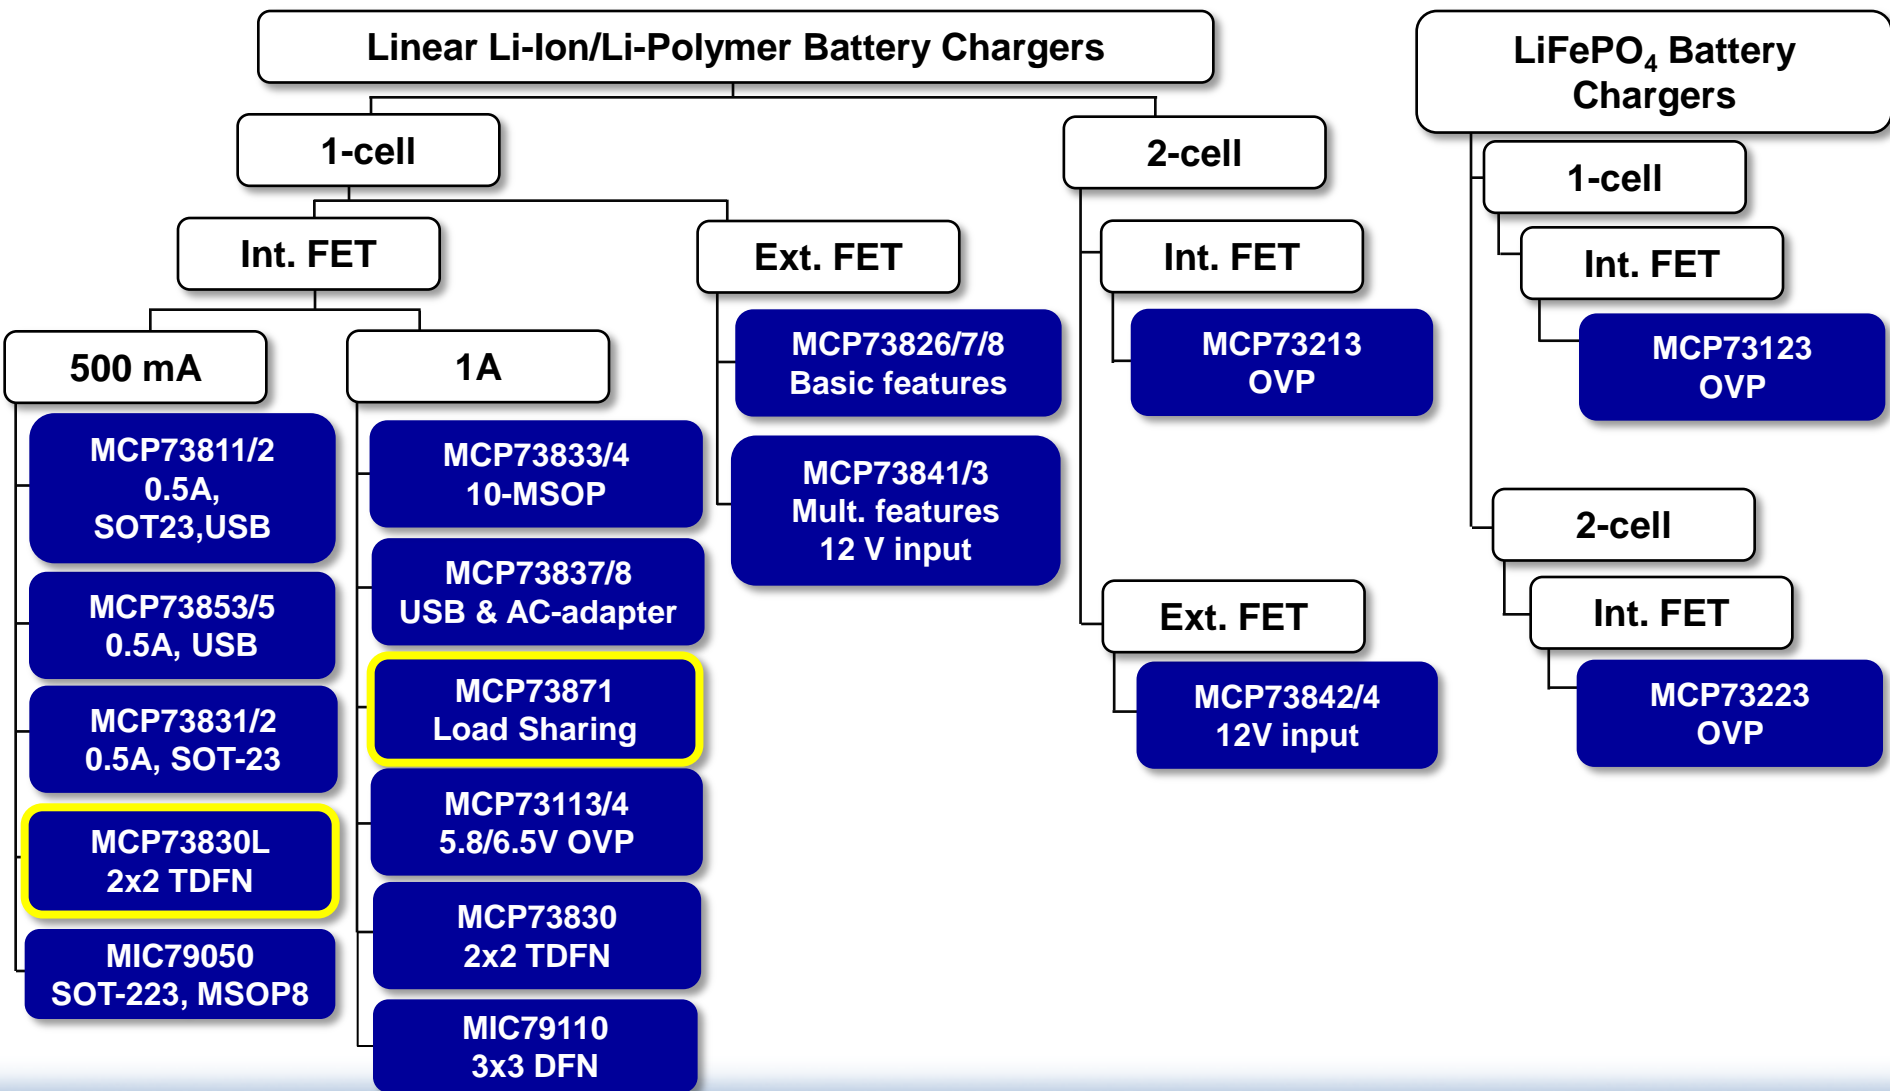 Linear Li-Ion/Li-Polymer Battery Chargers
1-cell
Int. FET
500 mA
MCP73811/2
0.5A,
SOT23,USB
MCP73853/5
0.5A, USB
MCP73831/2
0.5A, SOT-23
MCP73830L
2x2 TDFN
MIC79050
SOT-223, MSOP8
1A
MCP73833/4
10-MSOP
MCP73837/8
USB & AC-adapter
MCP73871
Load Sharing
MCP73113/4
5.8/6.5V OVP
MCP73830
2x2 TDFN
MIC79110
3x3 DFN
Ext. FET
MCP73826/7/8
Basic features
MCP73841/3
Mult. features
12 V input
2-cell
Int. FET
MCP73213
OVP
Ext. FET
MCP73842/4
12V input
LiFePO₄ Battery
Chargers
1-cell
Int. FET
MCP73123
OVP
2-cell
Int. FET
MCP73223
OVP